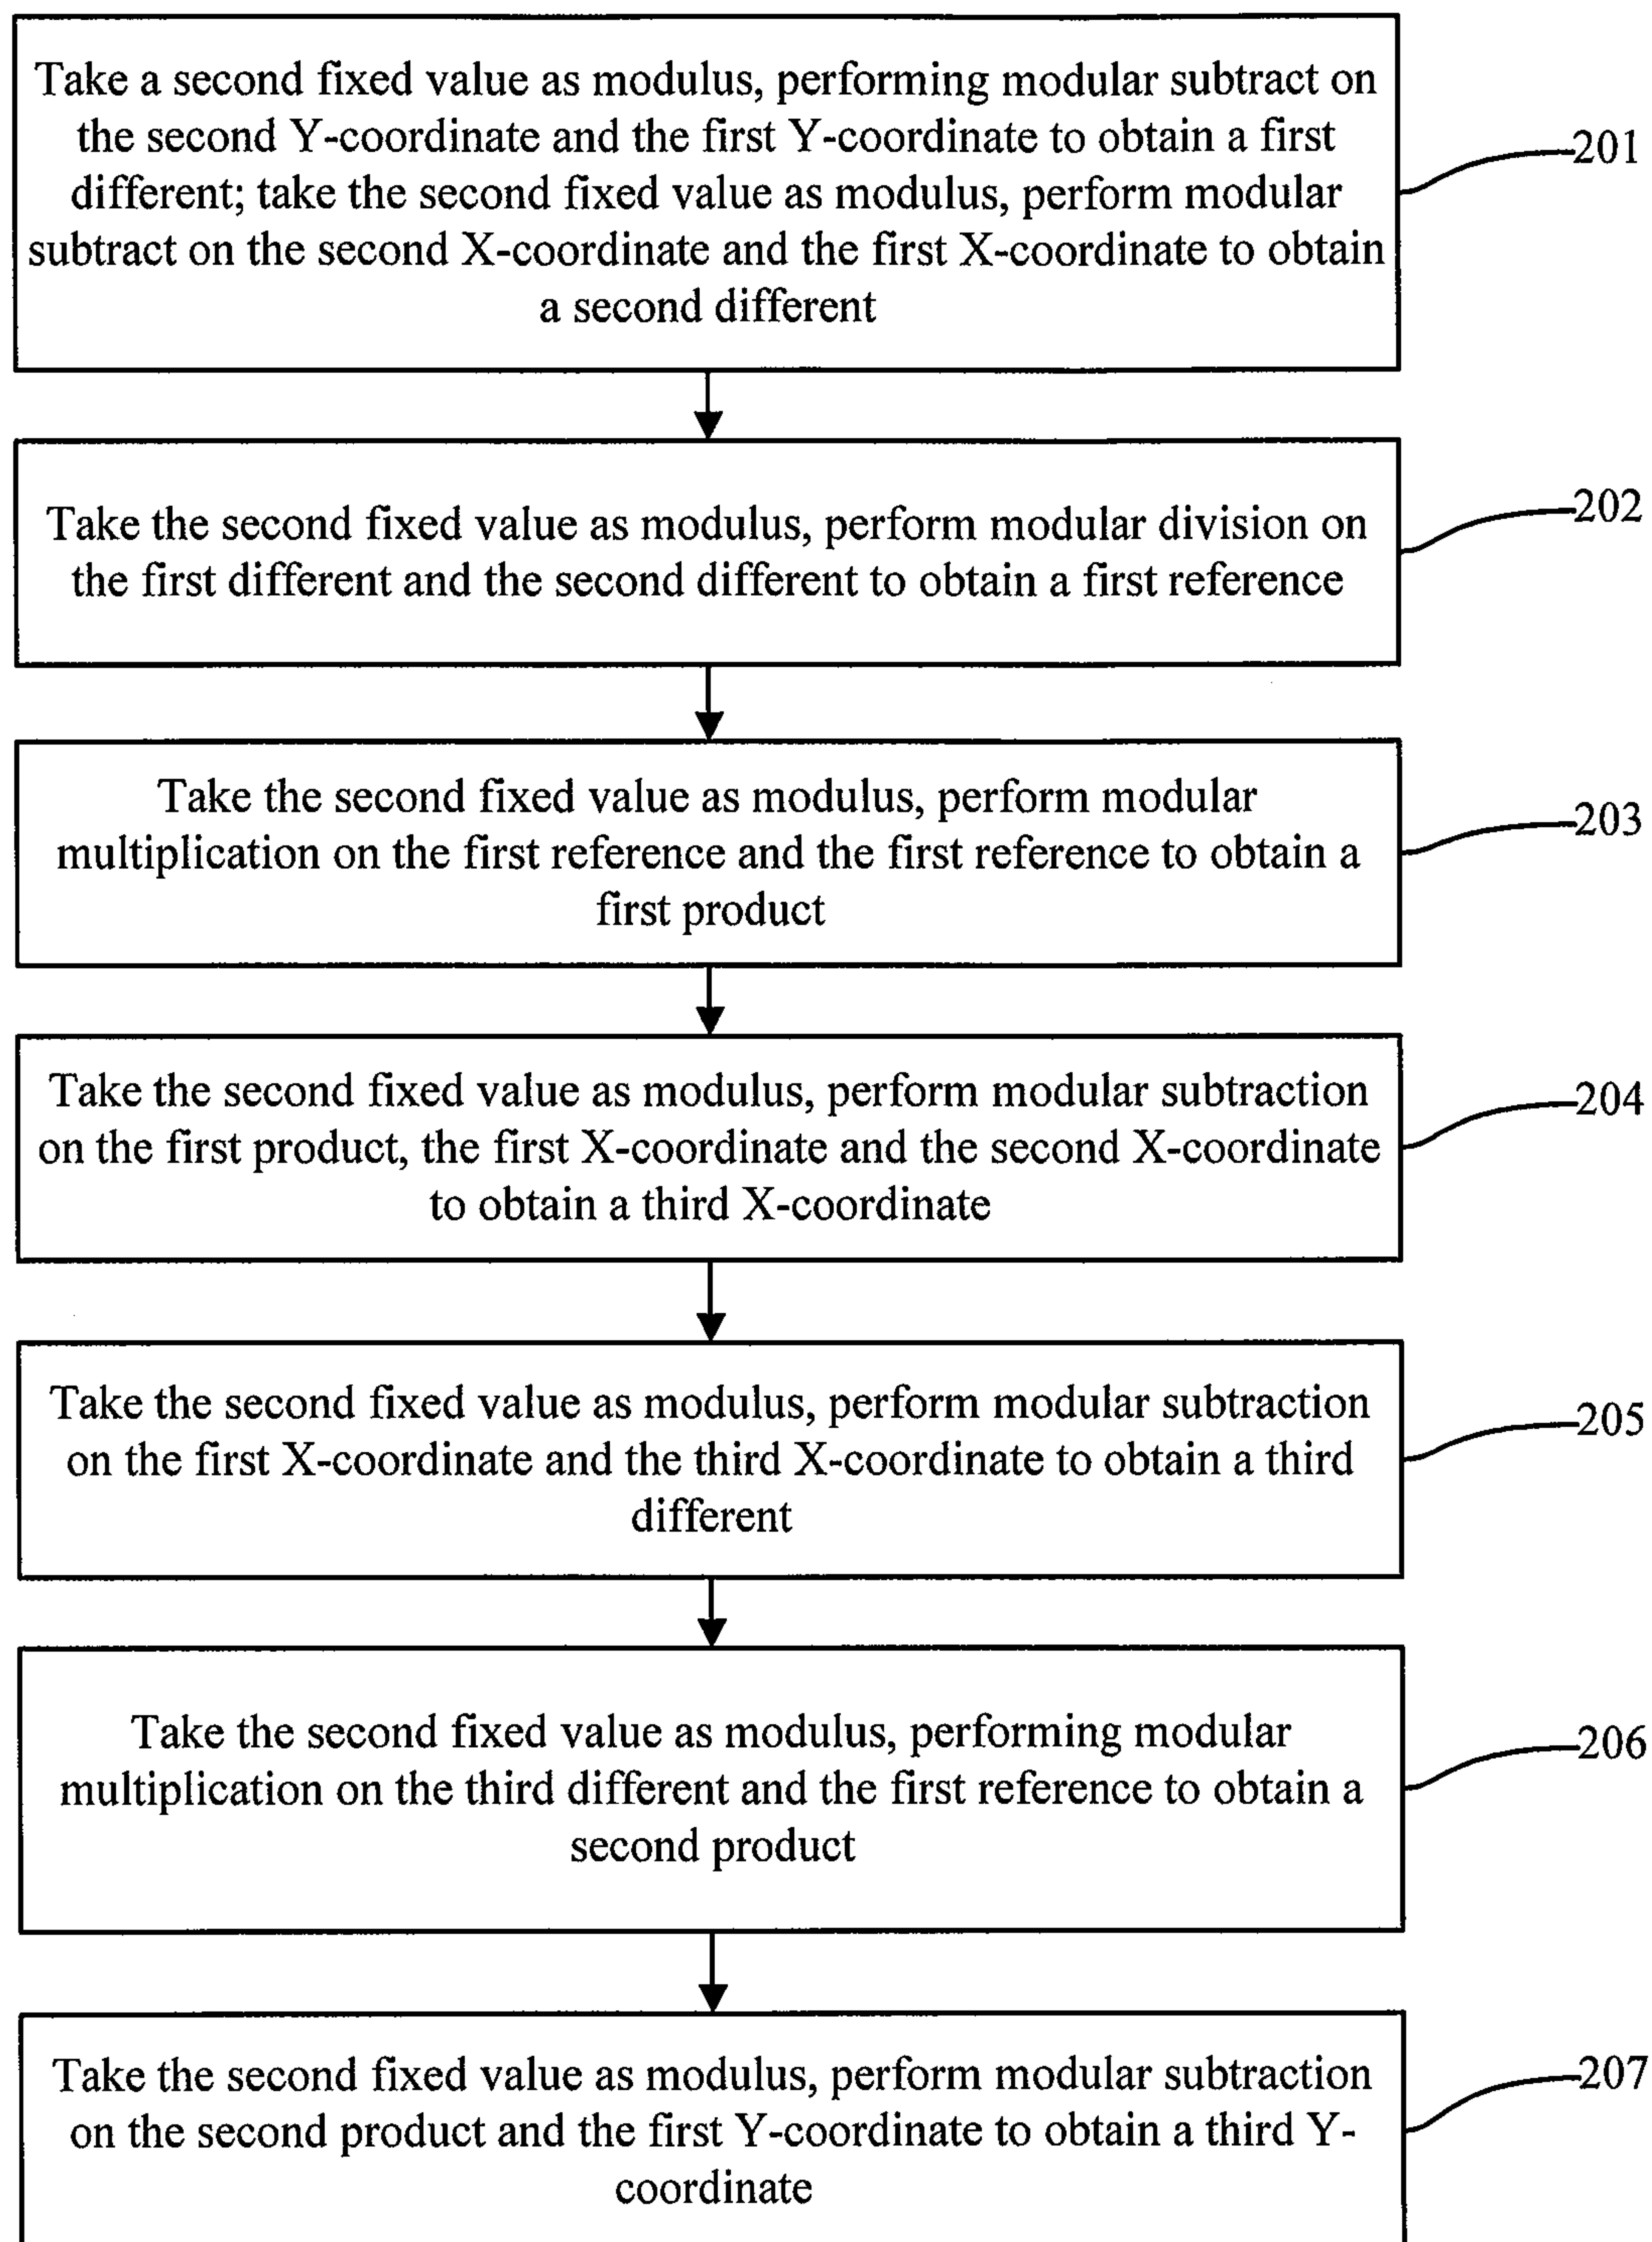 Take a second fixed value as modulus, performing modular subtract on
the second Y-coordinate and the first Y-coordinate to obtain a first
different; take the second fixed value as modulus, perform modular
subtract on the second X-coordinate and the first X-coordinate to obtain
a second different
201
Take the second fixed value as modulus, perform modular division on
the first different and the second different to obtain a first reference
202
Take the second fixed value as modulus, perform modular
multiplication on the first reference and the first reference to obtain a
first product
203
Take the second fixed value as modulus, perform modular subtraction
on the first product, the first X-coordinate and the second X-coordinate
to obtain a third X-coordinate
204
Take the second fixed value as modulus, perform modular subtraction
on the first X-coordinate and the third X-coordinate to obtain a third
different
205
Take the second fixed value as modulus, performing modular
multiplication on the third different and the first reference to obtain a
second product
206
Take the second fixed value as modulus, perform modular subtraction
on the second product and the first Y-coordinate to obtain a third Y-
coordinate
207